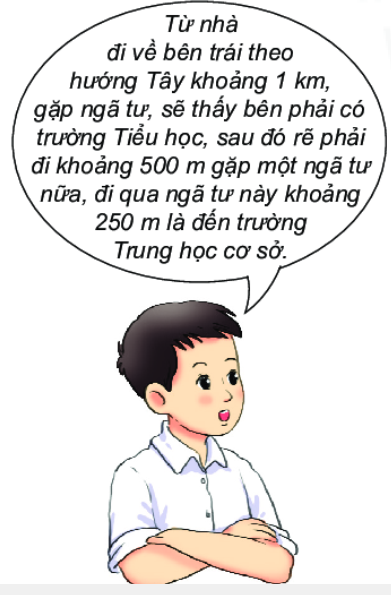 Từ nhà
đi về bên trái theo
hướng Tây khoảng 1 km,
gặp ngã tư, sẽ thấy bên phải có
trường Tiểu học, sau đó rẽ phải
đi khoảng 500 m gặp một ngã tư
nữa, đi qua ngã tư này khoảng
250 m là đến trường
Trung học cơ sở.